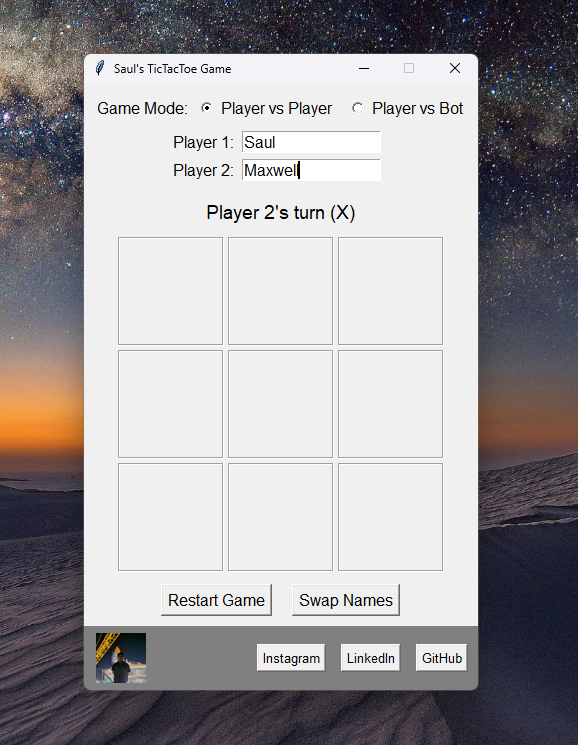 Saul's TicTacToe Game
Game Mode: Player vs Player Player vs Bot
Player 1: Saul
Player 2: Maxwell
Player 2's turn (X)
Restart Game Swap Names
Instagram LinkedIn GitHub